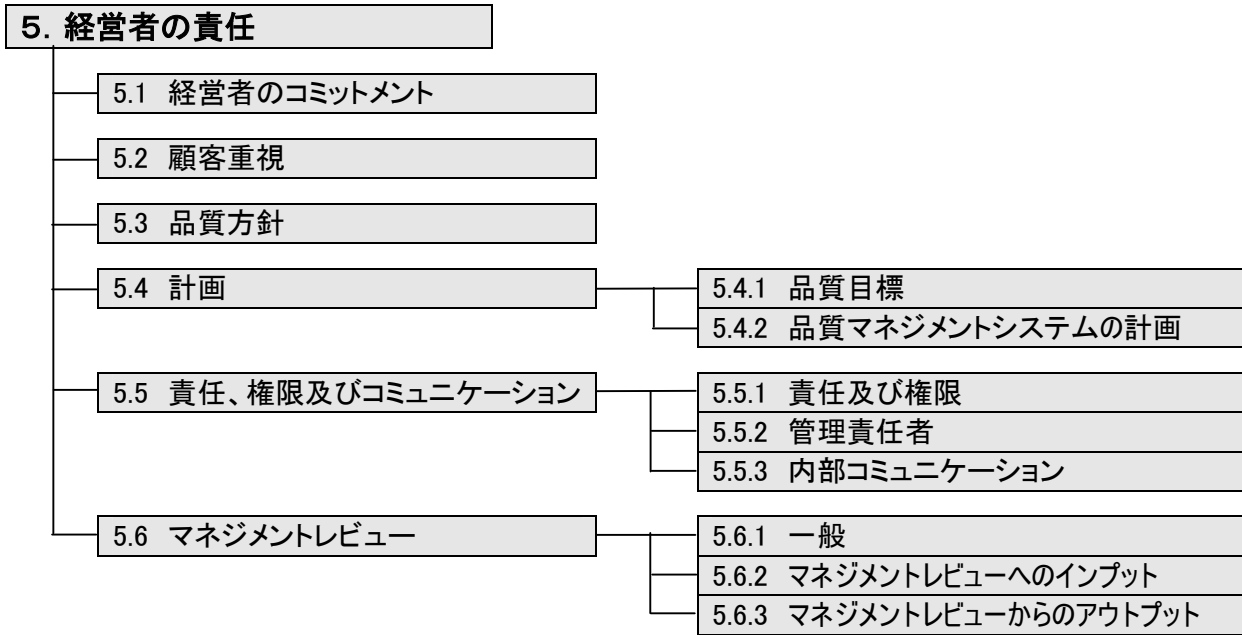 ５．経営者の責任
5.1 経営者のコミットメント
5.2 顧客重視
5.3 品質方針
5.4 計画
5.4.1 品質目標
5.4.2 品質マネジメントシステムの計画
5.5 責任、権限及びコミュニケーション
5.5.1 責任及び権限
5.5.2 管理責任者
5.5.3 内部コミュニケーション
5.6 マネジメントレビュー
5.6.1 一般
5.6.2 マネジメントレビューへのインプット
5.6.3 マネジメントレビューからのアウトプット